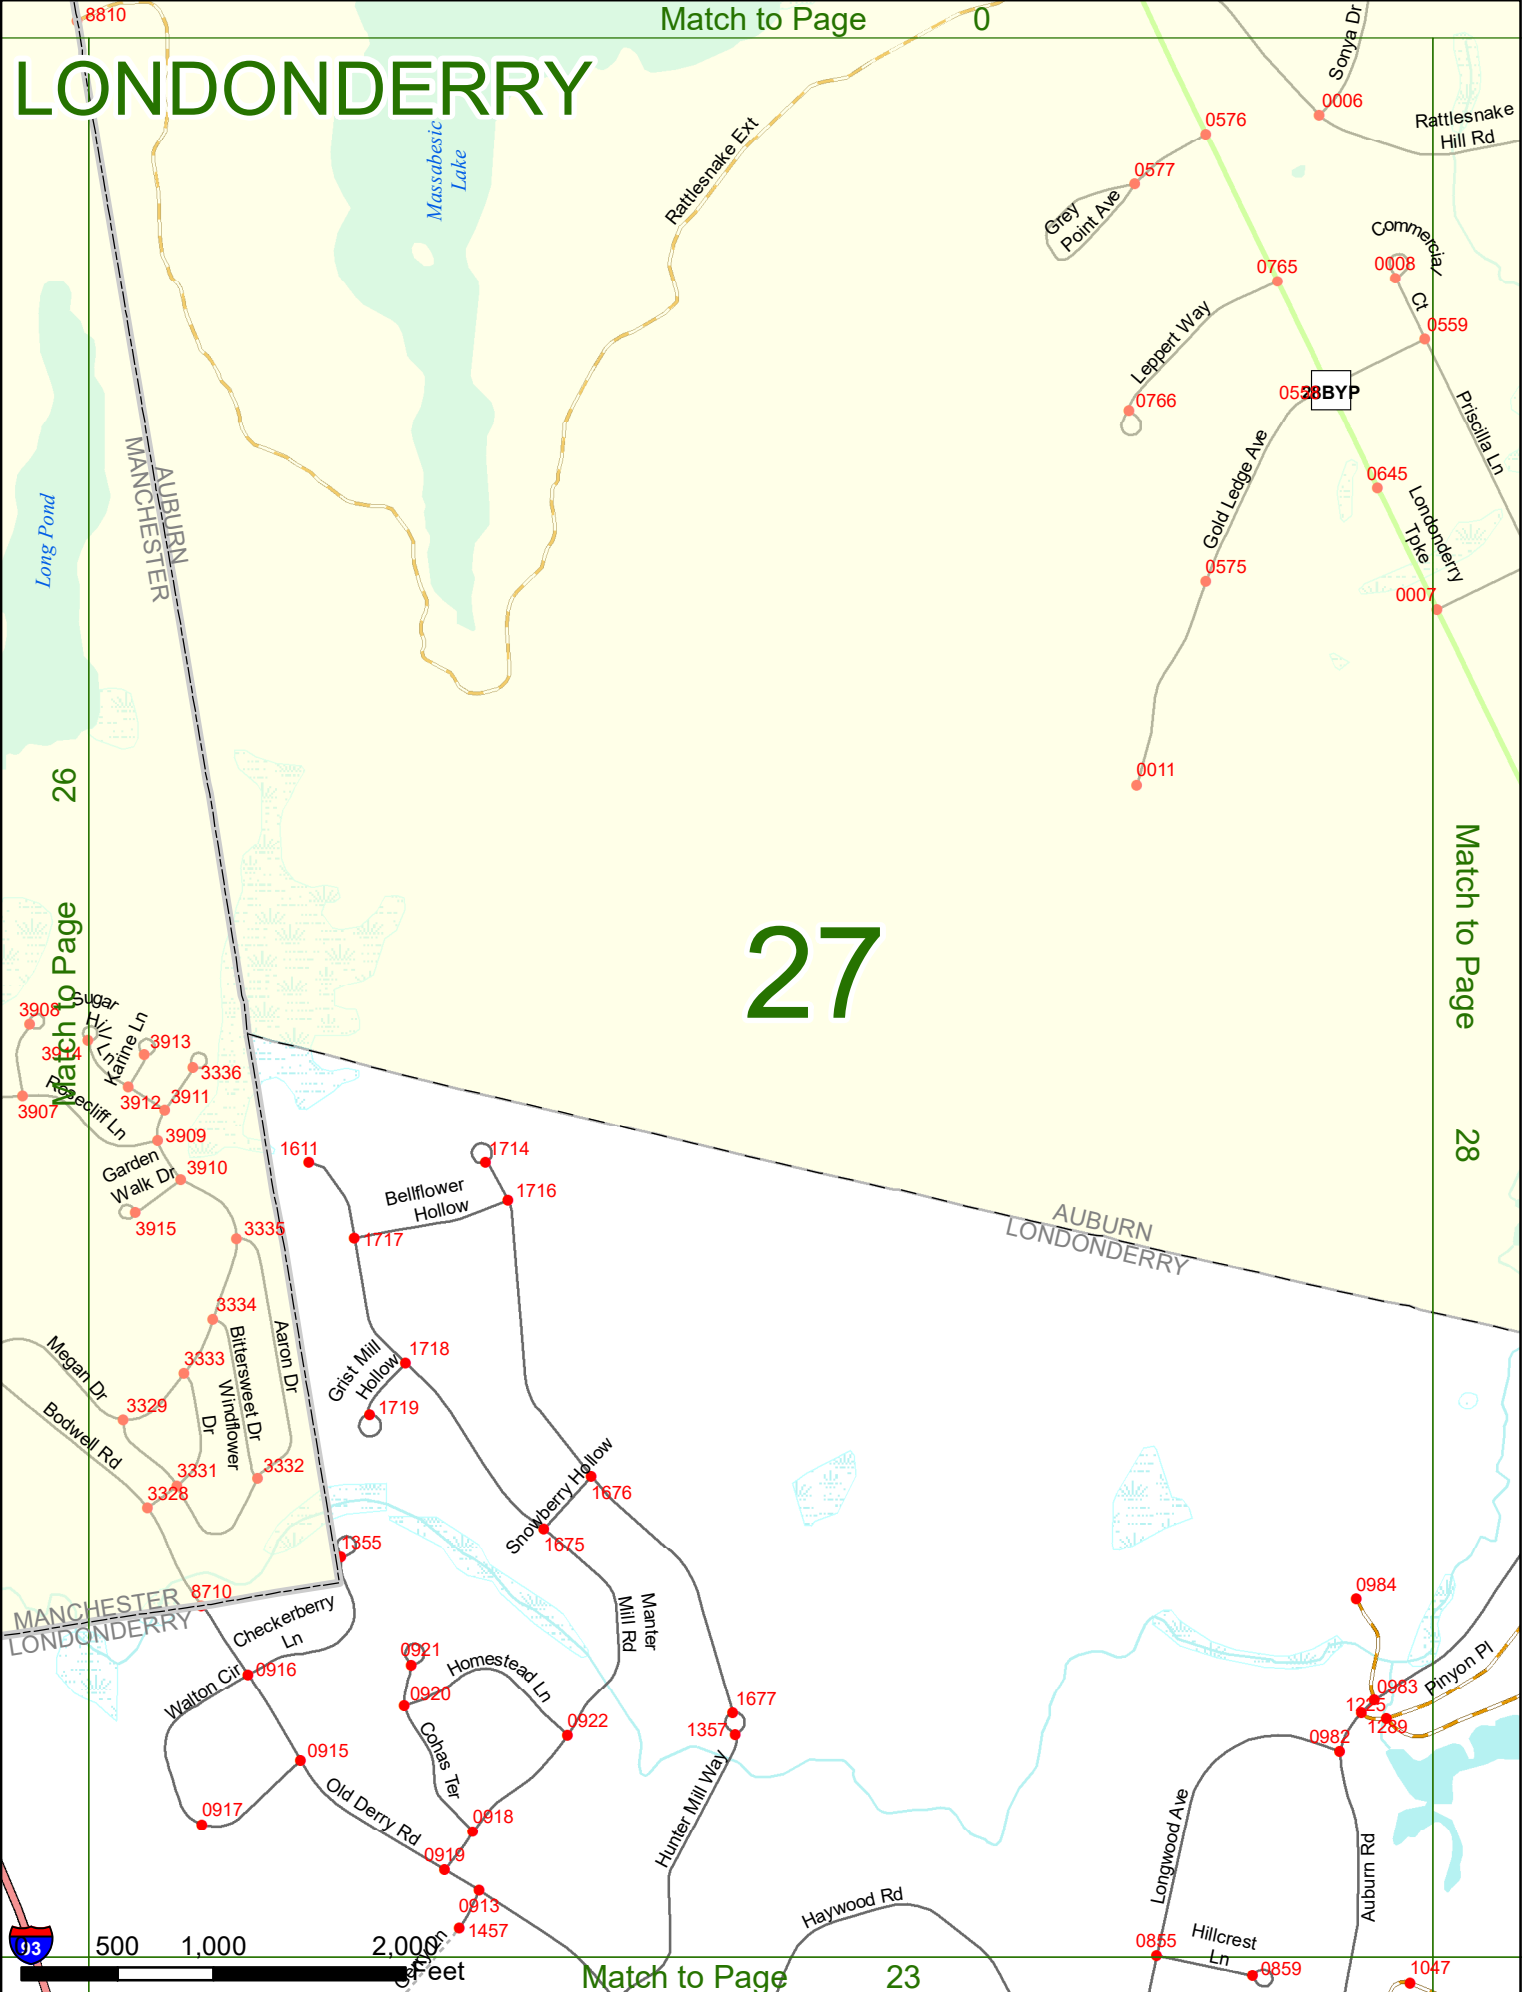 Match to Page 0
8810
LONDONDERRY
Sonya Dr
0006
Rattlesnake
Hill Rd
0576
0577
Grey
Point Ave
Massabesic
Lake
Rattlesnake Ext
Commercial
Ct
0008
0765
0559
Leppert Way
0766
28BYP
Priscilla Ln
Gold Ledge Ave
0645
Londonderry
Tpke
0575
0007
0011
Long Pond
AUBURN
MANCHESTER
26
Match to Page
27
Match to Page
28
3908
Sugar
Hill
Ln
Karine Ln
3913
3914
3336
3912
3911
3907
Rosecliff Ln
3909
Garden
Walk Dr
3910
3915
3335
1611
1714
Bellflower
Hollow
1716
1717
AUBURN
LONDONDERRY
3334
Megan Dr
3333
Bittersweet Dr
Windflower
Dr
Aaron Dr
Grist Mill
Hollow
1718
3329
1719
Bodwell Rd
3331
3332
3328
Snowberry Hollow
1676
1675
1355
8710
MANCHESTER
LONDONDERRY
Checkerberry
Ln
Manter
Mill Rd
0984
0921
Homestead Ln
Walton Cir
0916
0920
0922
1677
1357
0983
Pinyon Pl
1225
1289
0982
Cohas Ter
0915
Old Derry Rd
0917
0918
Hunter Mill Way
Longwood Ave
Auburn Rd
0919
0913
1457
Haywood Rd
0855
Hillcrest
Ln
0859
1047
93
0 500 1,000 2,000
Feet
Match to Page 23